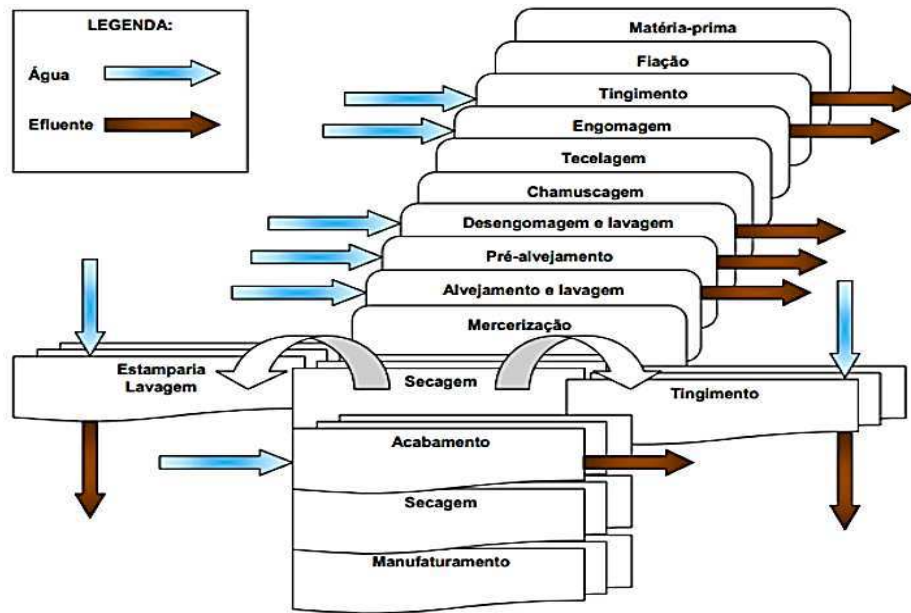 LEGENDA:
Água
Efluente
Matéria-prima
Fiação
Tingimento
Engomagem
Tecelagem
Chamuscagem
Desengomagem e lavagem
Pré-alvejamento
Alvejamento e lavagem
Mercerização
Estamparia
Lavagem
Secagem
Tingimento
Acabamento
Secagem
Manufaturamento